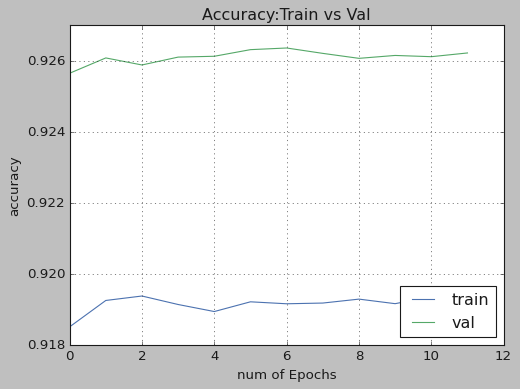 Accuracy:Train vs Val
0.926
0.924
0.922
0.920
0.918
accuracy
train
val
0 2 4 6 8 10 12
num of Epochs